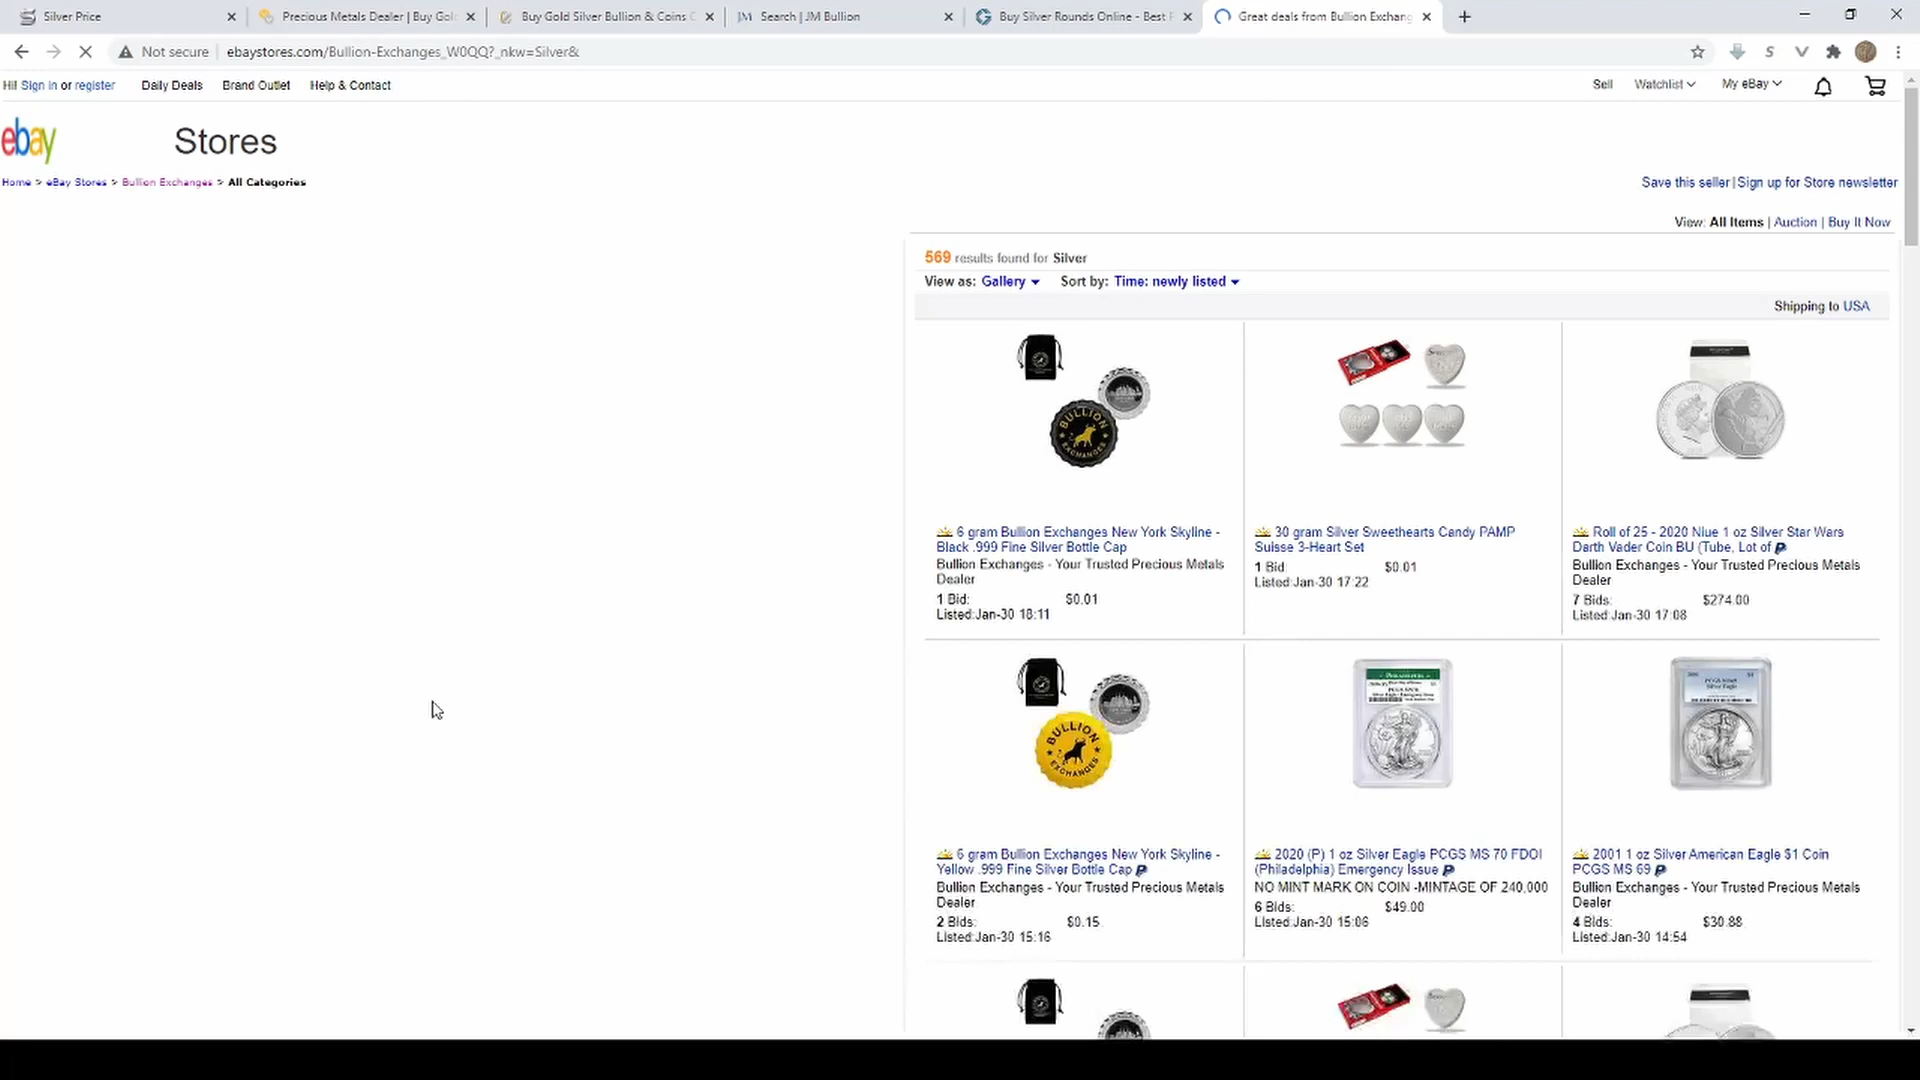 Silver Price
Precious Metals Dealer | Buy Gol
Buy Gold Silver Bullion & Coins O
JM Search | JM Bullion
Buy Silver Rounds Online - Best P
Great deals from Bullion Exchang
Not secure ebaystores.com/Bullion-Exchanges_W0QQ?_nkw=Silver&
Hi! Sign in or register Daily Deals Brand Outlet Help & Contact Sell Watchlist My eBay
ebay Stores
Home > eBay Stores > Bullion Exchanges > All Categories
Save this seller | Sign up for Store newsletter
View: All Items | Auction | Buy It Now
569 results found for Silver
View as: Gallery Sort by: Time: newly listed
Shipping to USA
BULLION
EXCHANGES
6 gram Bullion Exchanges New York Skyline -
Black .999 Fine Silver Bottle Cap
Bullion Exchanges - Your Trusted Precious Metals
Dealer
1 Bid: $0.01
Listed:Jan-30 18:11
30 gram Silver Sweethearts Candy PAMP
Suisse 3-Heart Set
1 Bid: $0.01
Listed:Jan-30 17:22
Roll of 25 - 2020 Niue 1 oz Silver Star Wars
Darth Vader Coin BU (Tube, Lot of
Bullion Exchanges - Your Trusted Precious Metals
Dealer
7 Bids: $274.00
Listed:Jan-30 17:08
BULLION
EXCHANGES
PHILADELPHIA
6 gram Bullion Exchanges New York Skyline -
Yellow .999 Fine Silver Bottle Cap
Bullion Exchanges - Your Trusted Precious Metals
Dealer
2 Bids: $0.15
Listed:Jan-30 15:16
2020 (P) 1 oz Silver Eagle PCGS MS 70 FDOI
(Philadelphia) Emergency Issue
NO MINT MARK ON COIN -MINTAGE OF 240,000
6 Bids: $49.00
Listed:Jan-30 15:06
2001 1 oz Silver American Eagle $1 Coin
PCGS MS 69
Bullion Exchanges - Your Trusted Precious Metals
Dealer
4 Bids: $30.88
Listed:Jan-30 14:54